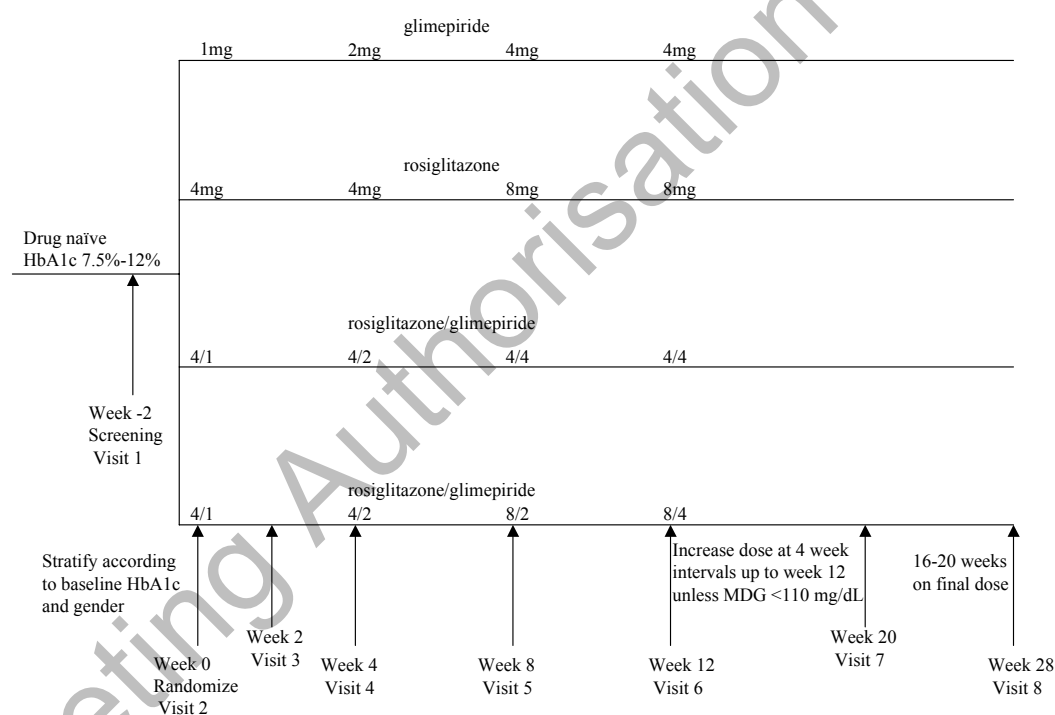 glimepiride
1mg 2mg 4mg 4mg
rosiglitazone
4mg 4mg 8mg 8mg
Drug naïve
HbA1c 7.5%-12%
rosiglitazone/glimepiride
4/1 4/2 4/4 4/4
Week -2
Screening
Visit 1
rosiglitazone/glimepiride
4/1 4/2 8/2 8/4
Stratify according
to baseline HbA1c
and gender
Increase dose at 4 week
intervals up to week 12
unless MDG <110 mg/dL
16-20 weeks
on final dose
Week 0
Randomize
Visit 2
Week 2
Visit 3
Week 4
Visit 4
Week 8
Visit 5
Week 12
Visit 6
Week 20
Visit 7
Week 28
Visit 8
eting Authorisation